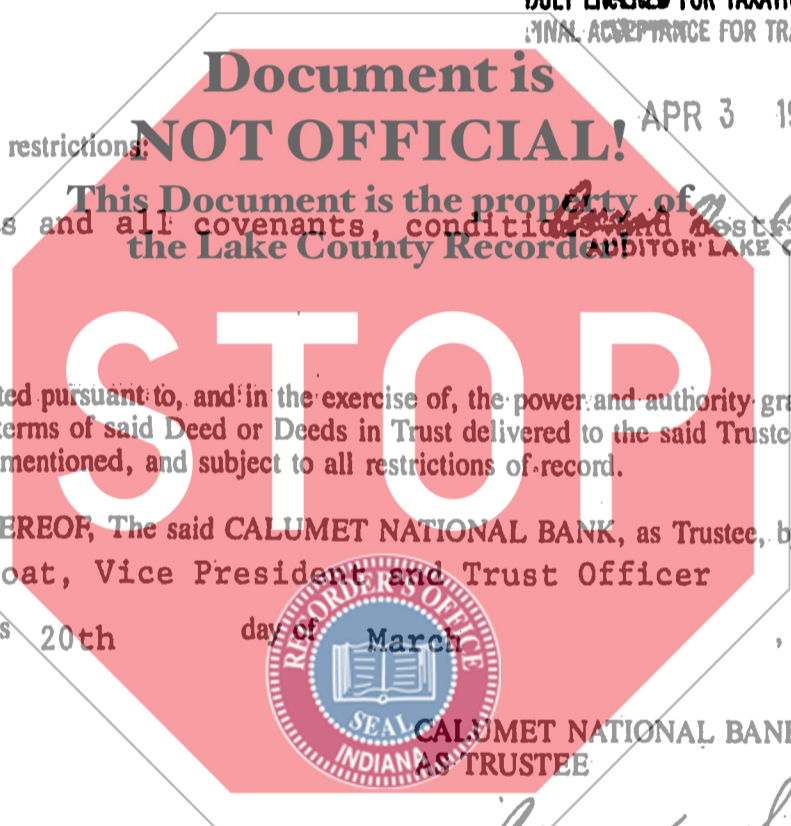 FOR
ACCEPTANCE FOR TRA
Document is
APR 3 19
NOT OFFICIAL!
restrictions:
This Document is the property of
s and all covenants, conditions and restr
the Lake County Recorder!
AUDITOR LAKE C
STOP
ted pursuant to, and in the exercise of, the power and authority gra
terms of said Deed or Deeds in Trust delivered to the said Truste
mentioned, and subject to all restrictions of record.
EREOF, The said CALUMET NATIONAL BANK, as Trustee, b
oat, Vice President and Trust Officer
s 20th day of March ,
RECORDER'S OFFICE
SEAL
INDIANA
CALUMET NATIONAL BANK
AS TRUSTEE